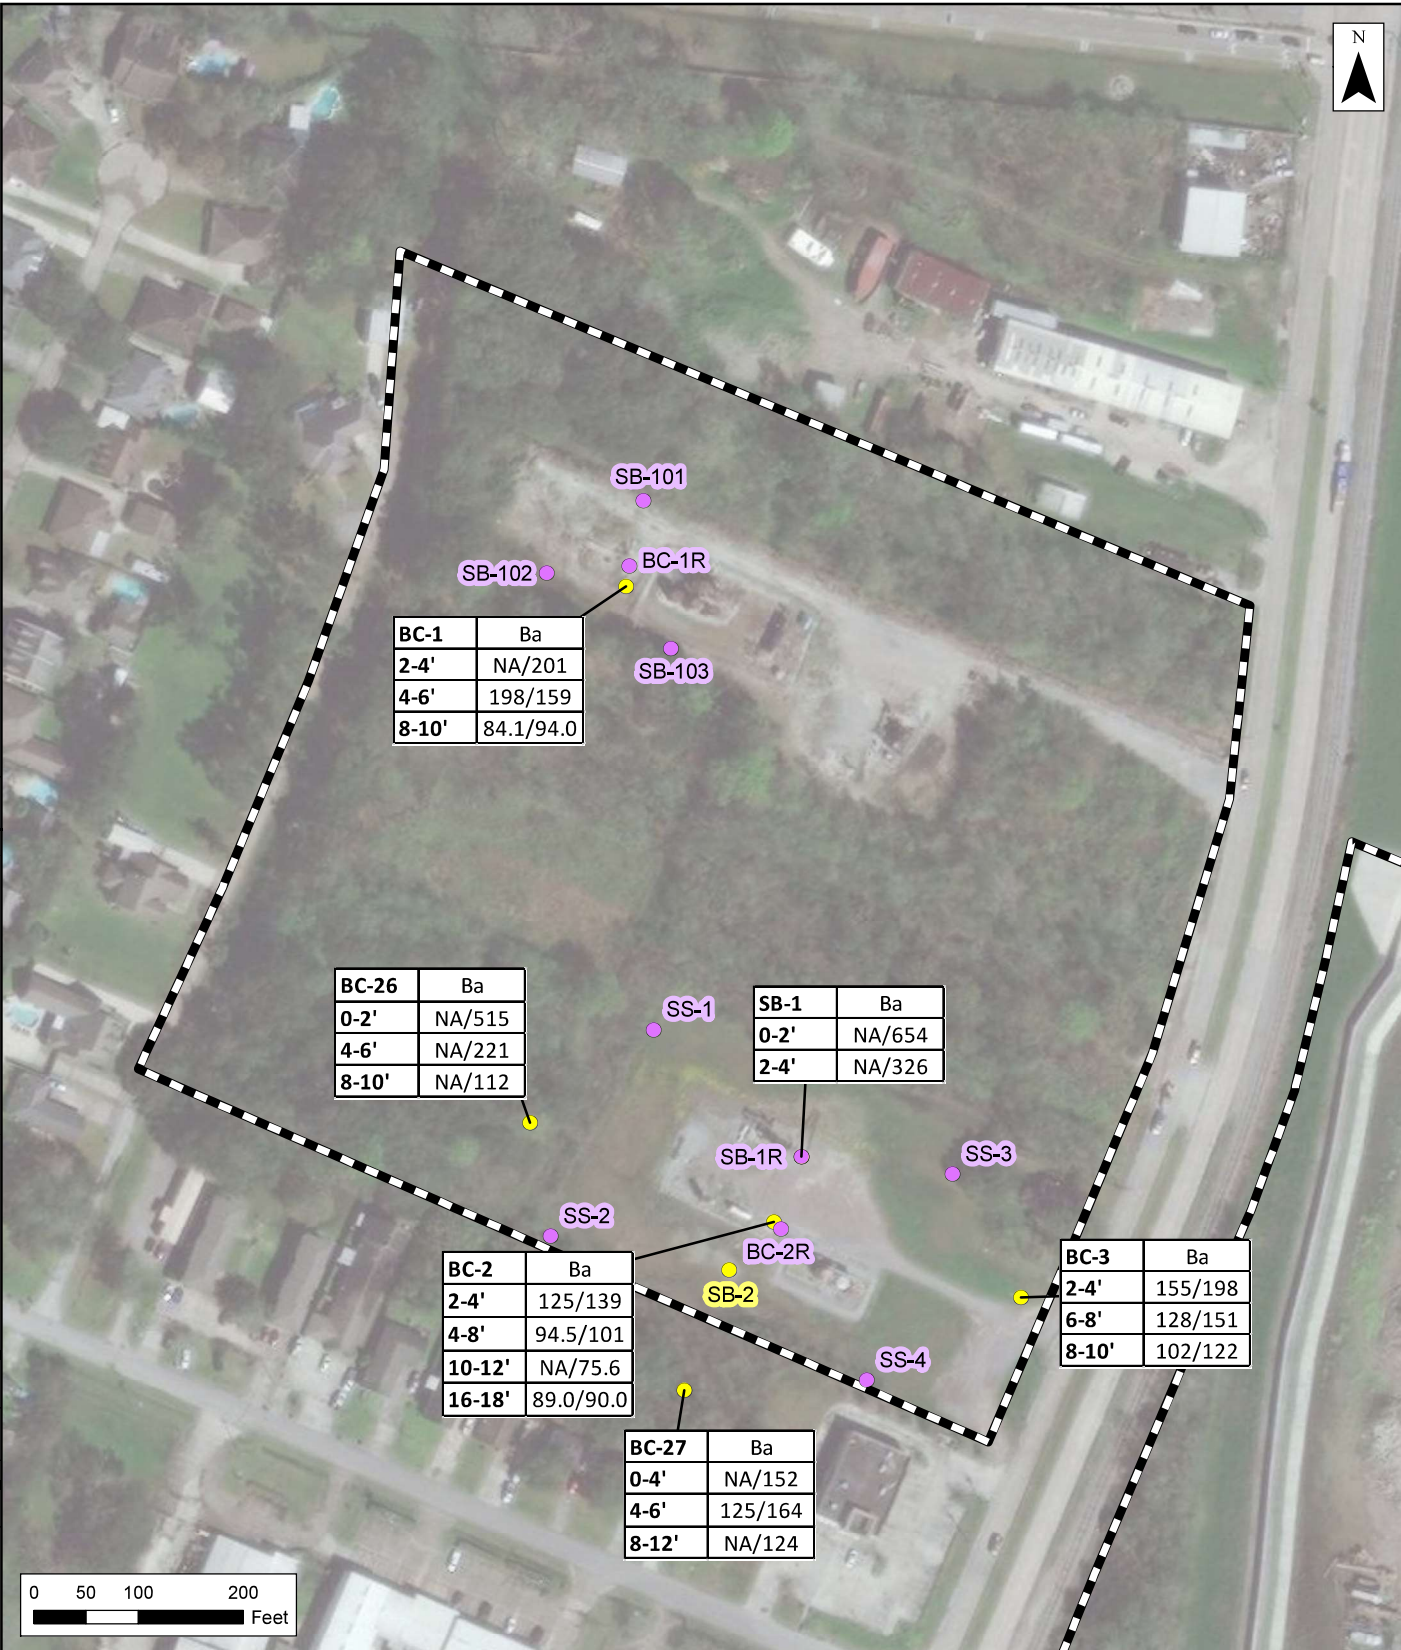 N
SB-101
BC-1R
SB-102
BC-1 Ba
2-4' NA/201
4-6' 198/159
8-10' 84.1/94.0
SB-103
BC-26 Ba
0-2' NA/515
4-6' NA/221
8-10' NA/112
SS-1
SB-1 Ba
0-2' NA/654
2-4' NA/326
SB-1R
SS-3
SS-2
BC-2R
BC-2 Ba
2-4' 125/139
4-8' 94.5/101
10-12' NA/75.6
16-18' 89.0/90.0
SB-2
BC-3 Ba
2-4' 155/198
6-8' 128/151
8-10' 102/122
SS-4
BC-27 Ba
0-4' NA/152
4-6' 125/164
8-12' NA/124
0 50 100 200
Feet